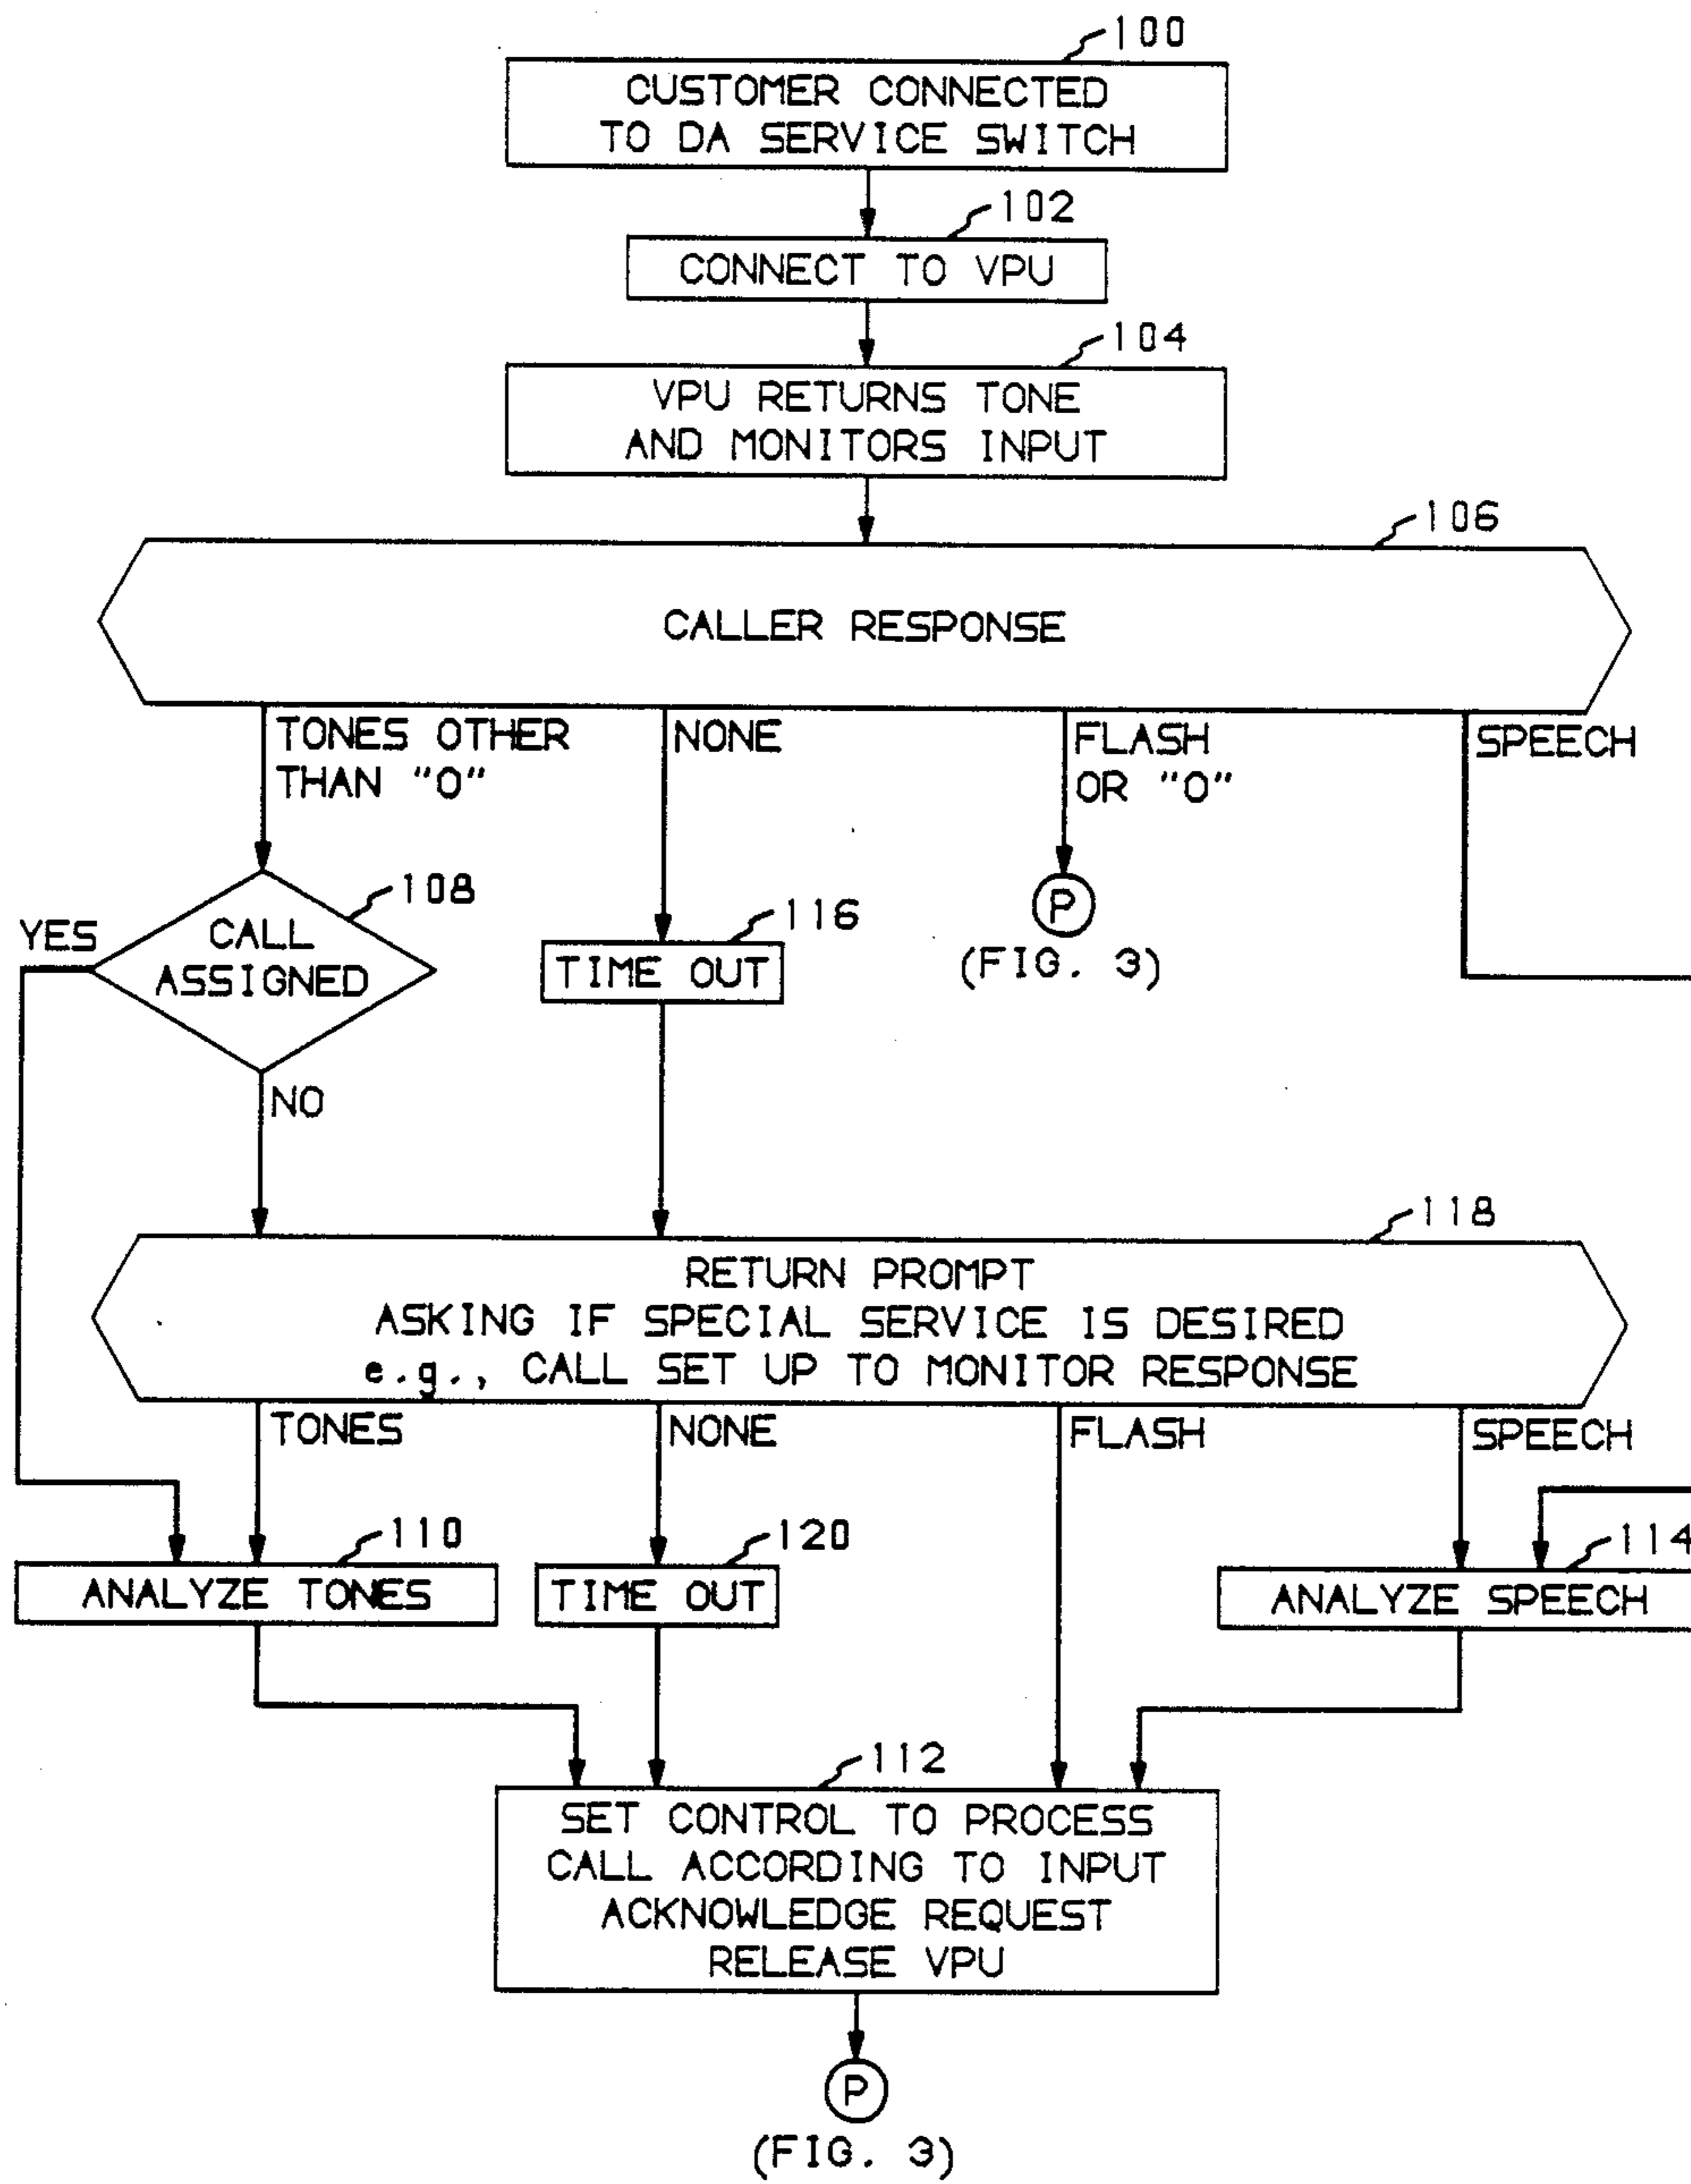 100
CUSTOMER CONNECTED
TO DA SERVICE SWITCH
102
CONNECT TO VPU
104
VPU RETURNS TONE
AND MONITORS INPUT
106
CALLER RESPONSE
TONES OTHER
THAN "0"
NONE
FLASH
OR "0"
SPEECH
108
YES
CALL
ASSIGNED
NO
116
TIME OUT
P
(FIG. 3)
118
RETURN PROMPT
ASKING IF SPECIAL SERVICE IS DESIRED
e.g., CALL SET UP TO MONITOR RESPONSE
TONES
NONE
FLASH
SPEECH
110
ANALYZE TONES
120
TIME OUT
114
ANALYZE SPEECH
112
SET CONTROL TO PROCESS
CALL ACCORDING TO INPUT
ACKNOWLEDGE REQUEST
RELEASE VPU
P
(FIG. 3)